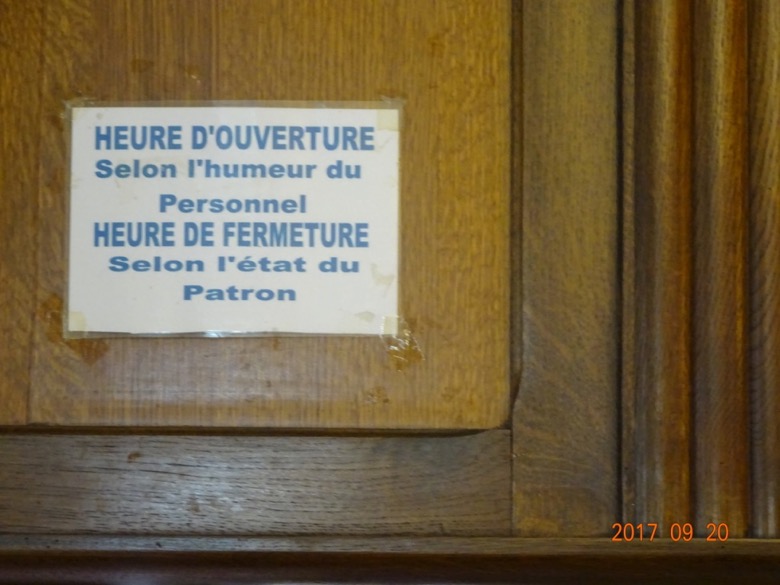 HEURE D'OUVERTURE
Selon l'humeur du
Personnel
HEURE DE FERMETURE
Selon l'état du
Patron
2017 09 20